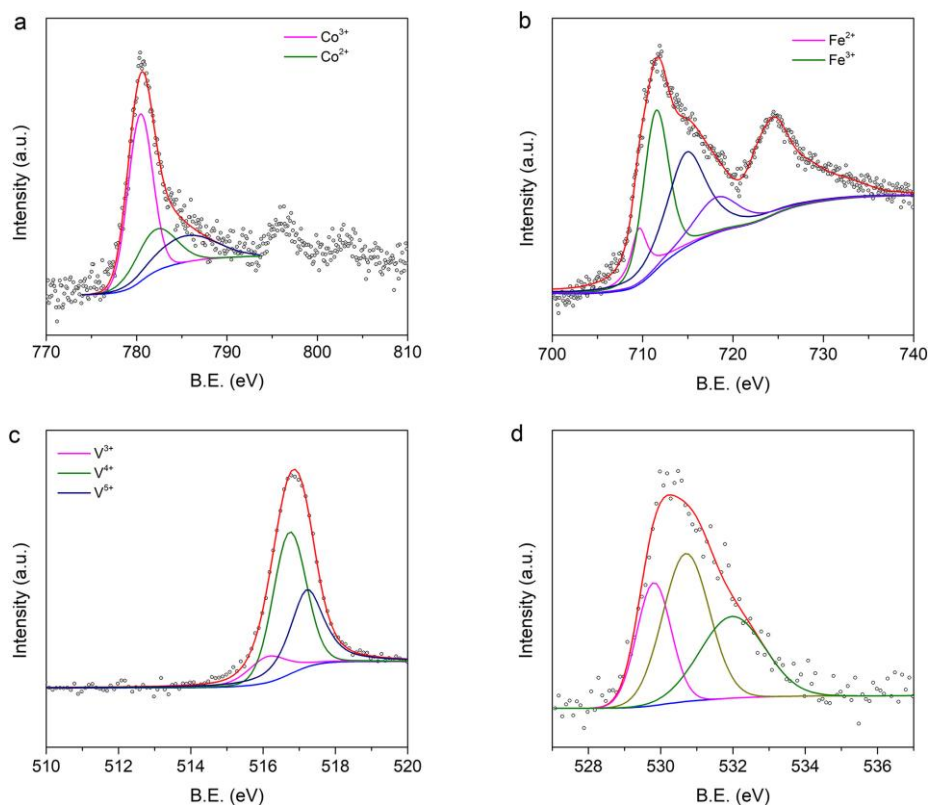 a
Co³⁺
Co²⁺
Intensity (a.u.)
770 780 790 800 810
B.E. (eV)
b
Fe²⁺
Fe³⁺
Intensity (a.u.)
700 710 720 730 740
B.E. (eV)
c
V³⁺
V⁴⁺
V⁵⁺
Intensity (a.u.)
510 512 514 516 518 520
B.E. (eV)
d
Intensity (a.u.)
528 530 532 534 536
B.E. (eV)